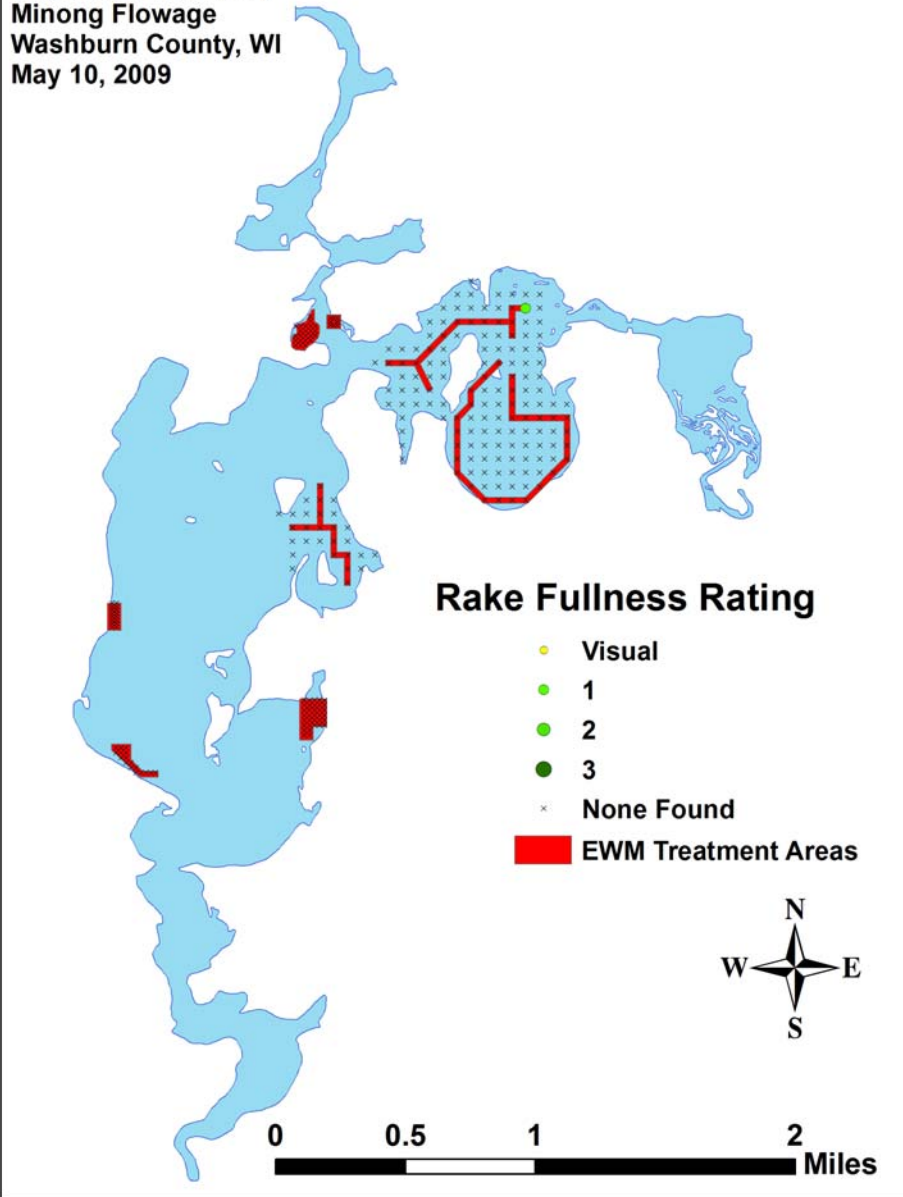 Minong Flowage
Washburn County, WI
May 10, 2009
Rake Fullness Rating
Visual
1
2
3
None Found
EWM Treatment Areas
N
W E
S
0 0.5 1 2
Miles